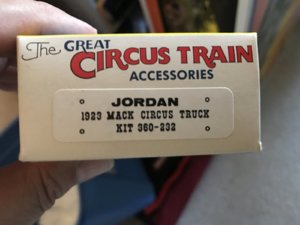 The GREAT
CIRCUS TRAIN
ACCESSORIES
JORDAN
1923 MACK CIRCUS TRUCK
KIT 360-232